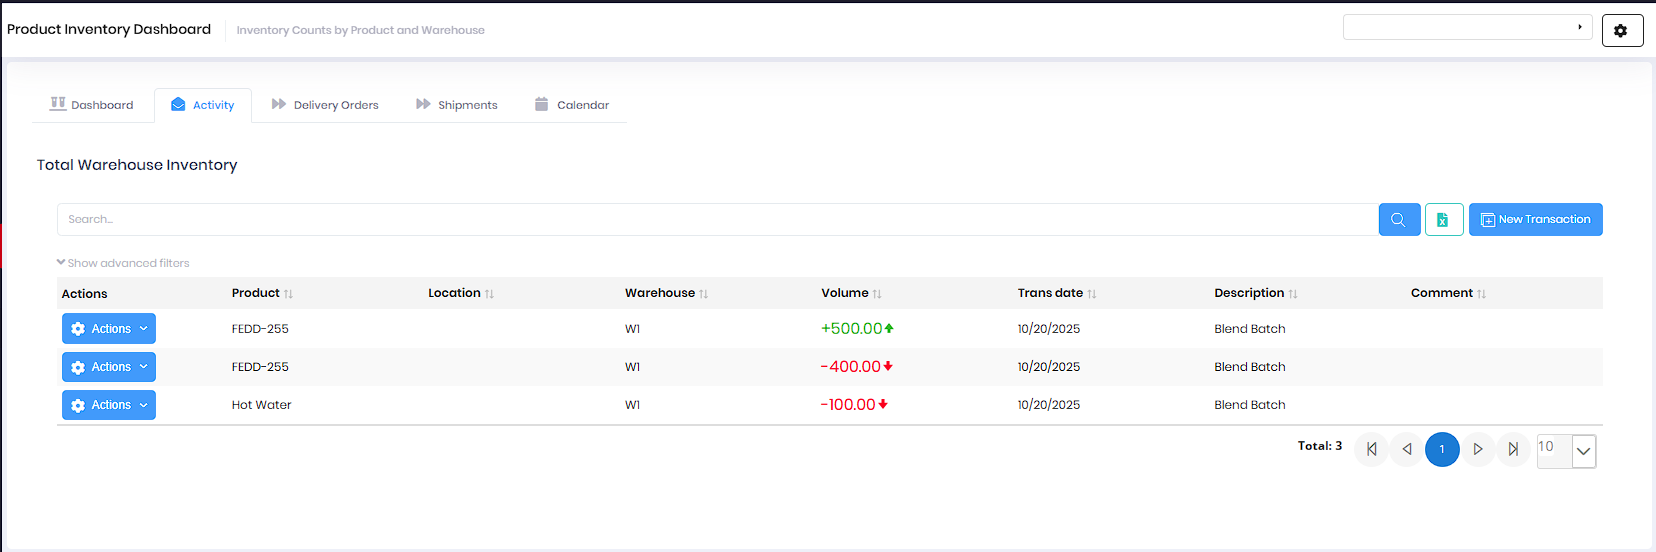 Product Inventory Dashboard Inventory Counts by Product and Warehouse
Dashboard Activity Delivery Orders Shipments Calendar
Total Warehouse Inventory
Search... New Transaction
Show advanced filters
Actions Product Location Warehouse Volume Trans date Description Comment
Actions FEDD-255 W1 +500.00 10/20/2025 Blend Batch
Actions FEDD-255 W1 -400.00 10/20/2025 Blend Batch
Actions Hot Water W1 -100.00 10/20/2025 Blend Batch
Total: 3 1 10